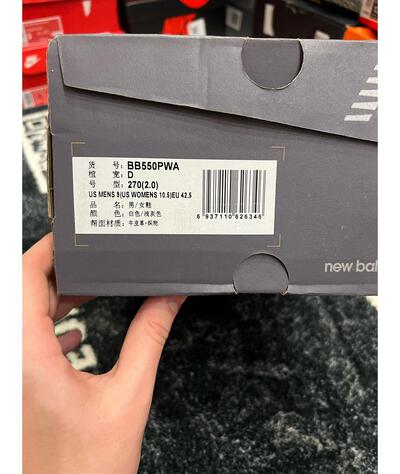 货 号: BB550PWA
楦 宽: D
号 型: 270(2.0)
US MENS 9(US WOMENS 10.5)EU 42.5
品 名: 男/女鞋
颜 色: 白色/浅灰色
帮面材质: 牛皮革+织物
6 937110 626346
new bal